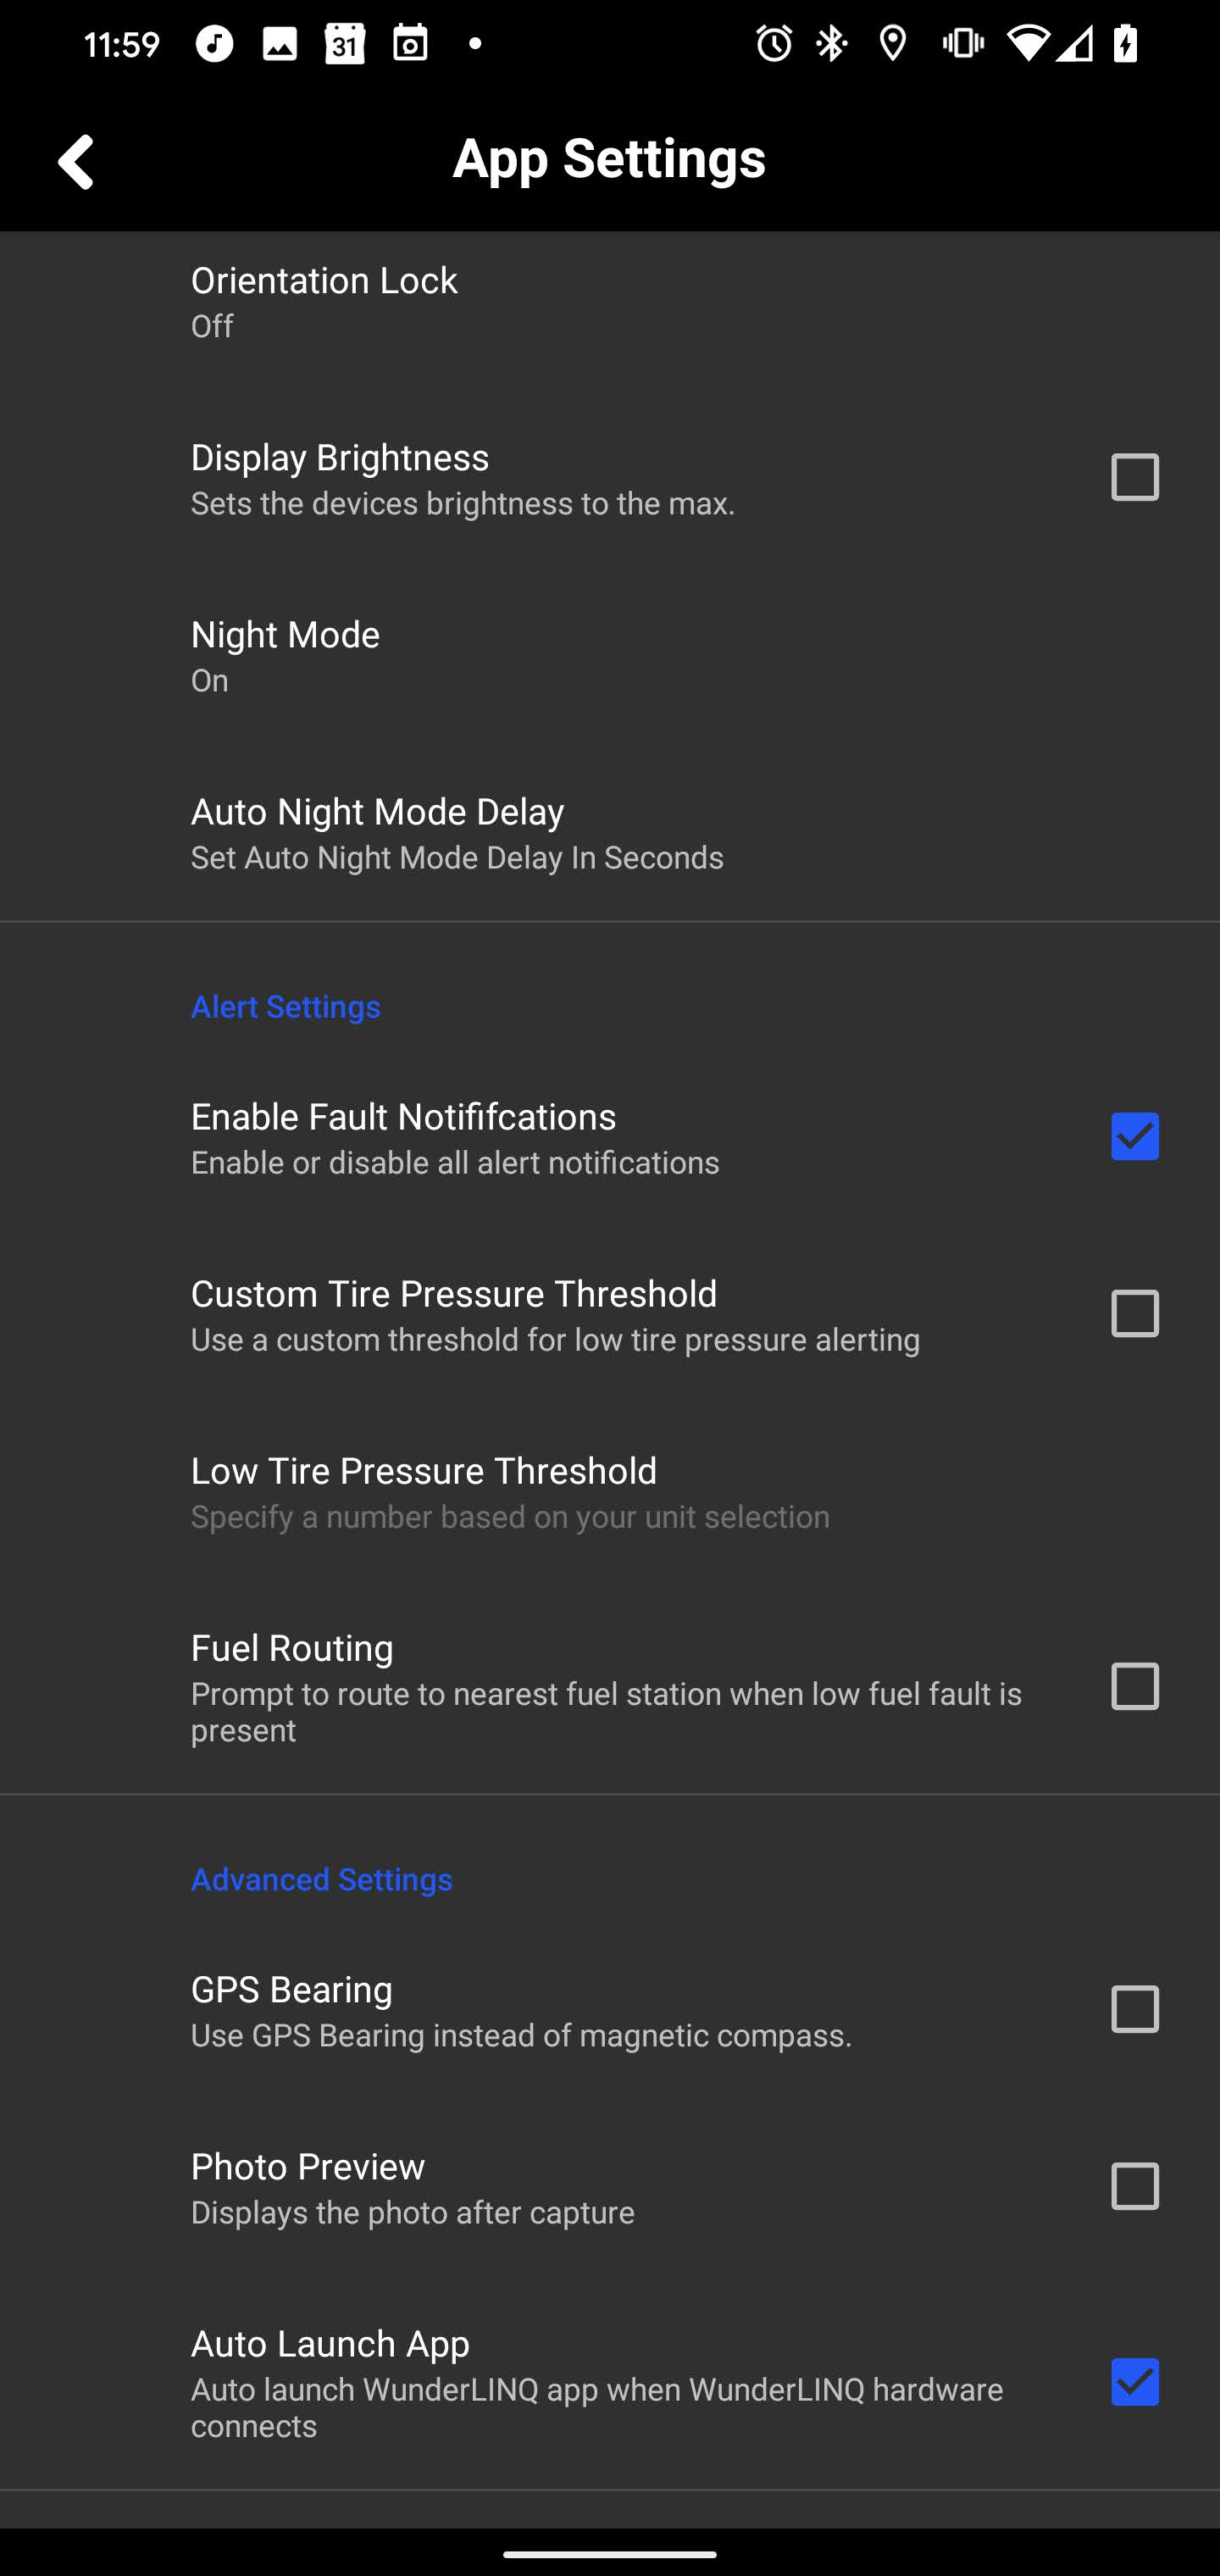 11:59
31
App Settings
Orientation Lock
Off
Display Brightness
Sets the devices brightness to the max.
Night Mode
On
Auto Night Mode Delay
Set Auto Night Mode Delay In Seconds
Alert Settings
Enable Fault Notififcations
Enable or disable all alert notifications
Custom Tire Pressure Threshold
Use a custom threshold for low tire pressure alerting
Low Tire Pressure Threshold
Specify a number based on your unit selection
Fuel Routing
Prompt to route to nearest fuel station when low fuel fault is
present
Advanced Settings
GPS Bearing
Use GPS Bearing instead of magnetic compass.
Photo Preview
Displays the photo after capture
Auto Launch App
Auto launch WunderLINQ app when WunderLINQ hardware
connects